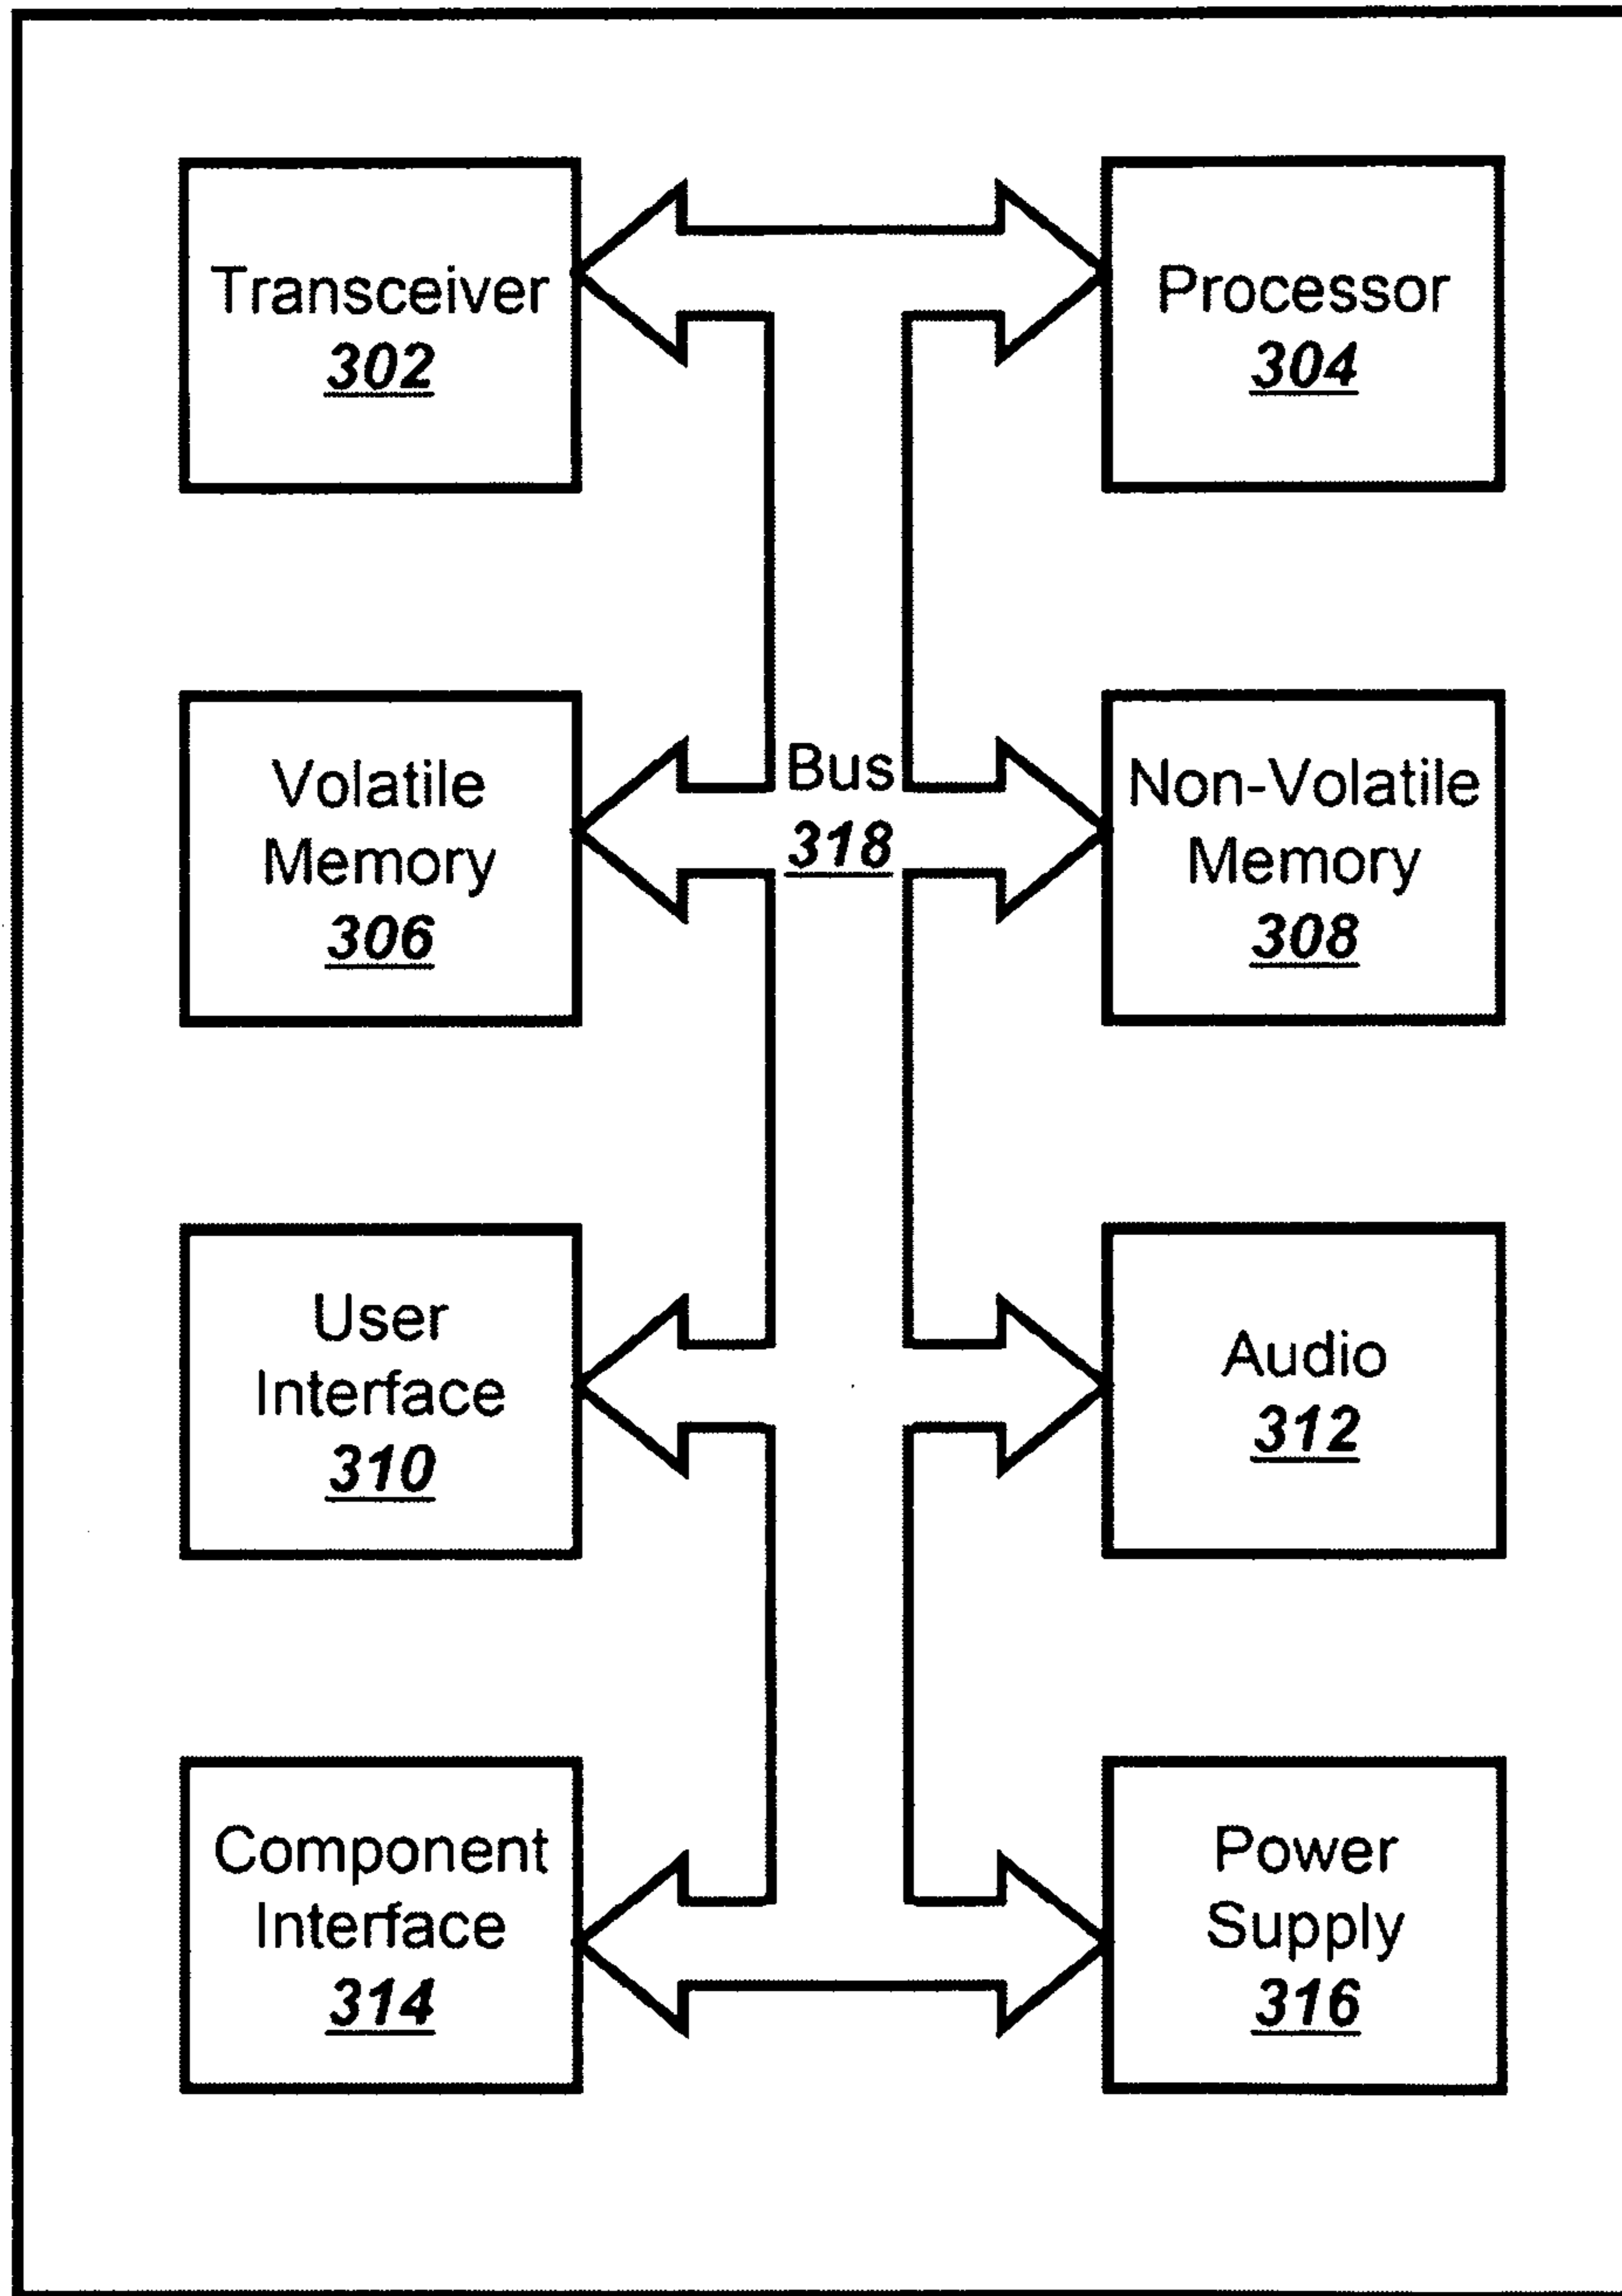 Transceiver
302
Processor
304
Volatile
Memory
306
Bus
318
Non-Volatile
Memory
308
User
Interface
310
Audio
312
Component
Interface
314
Power
Supply
316